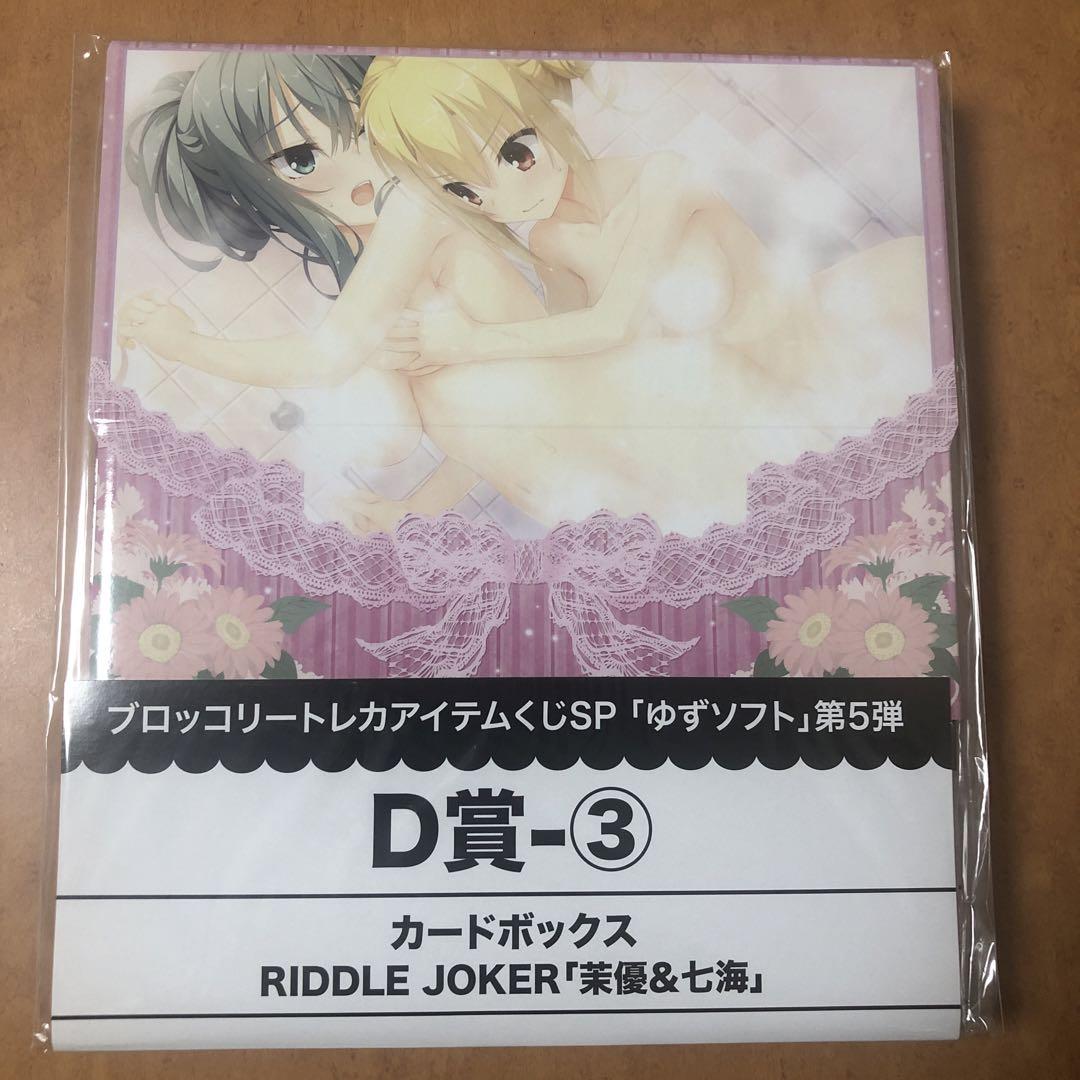 ブロッコリートレカアイテムくじSP「ゆずソフト」第5弾
D賞-③
カードボックス
RIDDLE JOKER「茉優&七海」